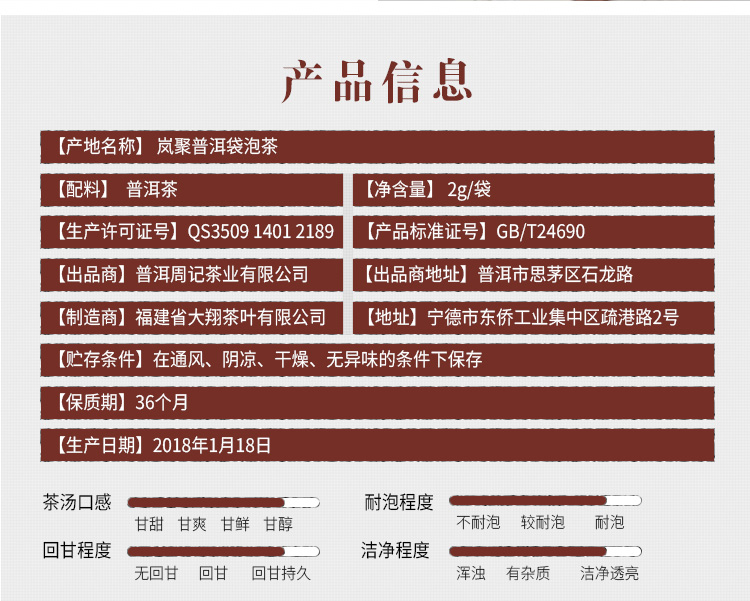 产品信息
【产地名称】 岚聚普洱袋泡茶
【配料】 普洱茶
【净含量】 2g/袋
【生产许可证号】QS3509 1401 2189
【产品标准证号】GB/T24690
【出品商】普洱周记茶业有限公司
【出品商地址】普洱市思茅区石龙路
【制造商】福建省大翔茶叶有限公司
【地址】宁德市东侨工业集中区疏港路2号
【贮存条件】在通风、阴凉、干燥、无异味的条件下保存
【保质期】36个月
【生产日期】2018年1月18日
茶汤口感
甘甜 甘爽 甘鲜 甘醇
耐泡程度
不耐泡 较耐泡 耐泡
回甘程度
无回甘 回甘 回甘持久
洁净程度
浑浊 有杂质 洁净透亮